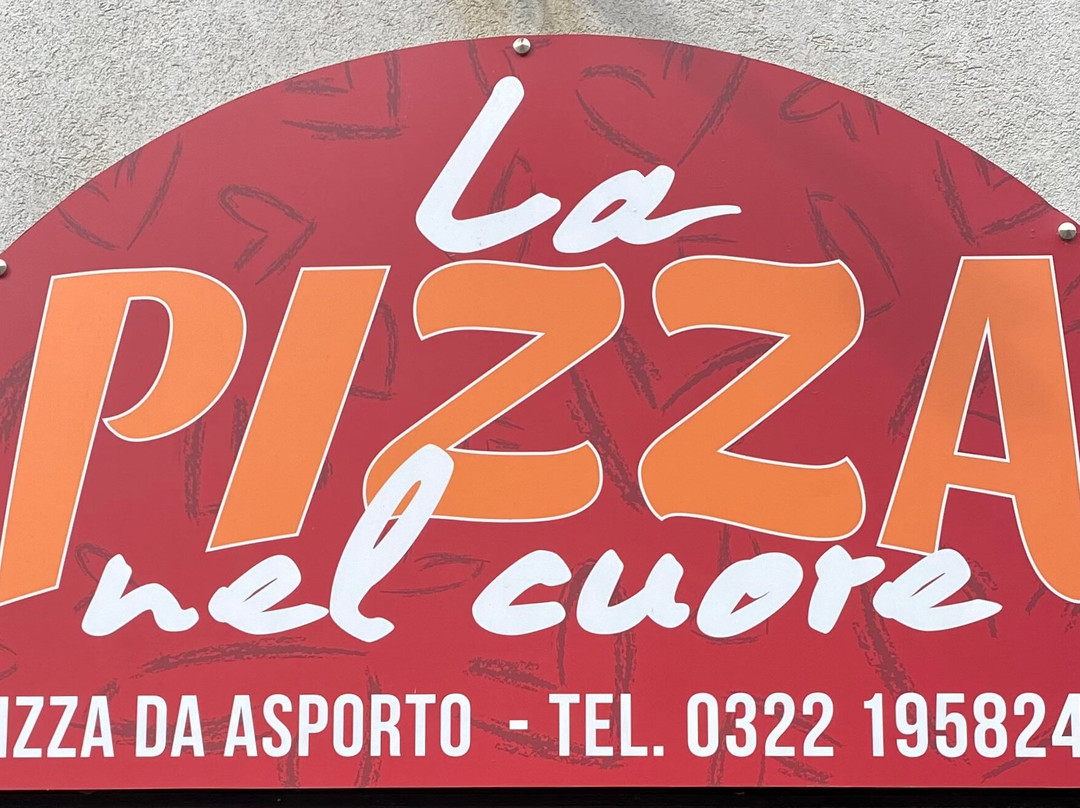 La
PIZZA
nel cuore
IZZA DA ASPORTO - TEL. 0322 195824